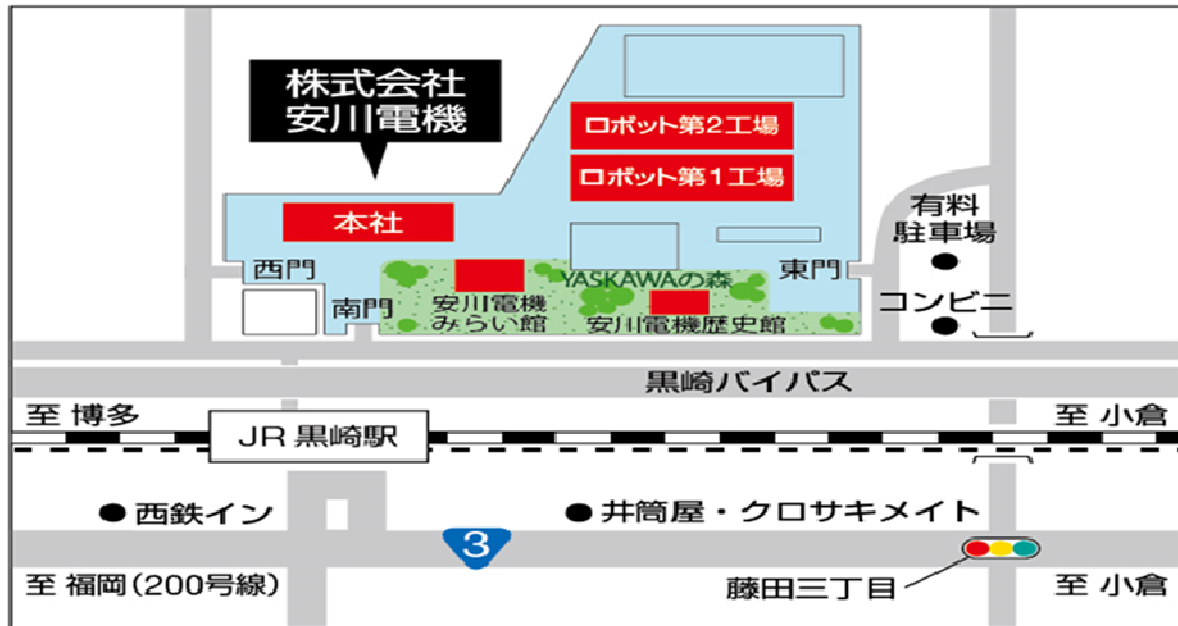 株式会社
安川電機
ロボット第2工場
ロボット第1工場
本社
有料
駐車場
西門
YASKAWAの森
東門
南門
安川電機
みらい館
安川電機歴史館
コンビニ
黒崎バイパス
至 博多
至 小倉
JR 黒崎駅
西鉄イン
井筒屋・クロサキメイト
3
至 福岡(200号線)
藤田三丁目
至 小倉